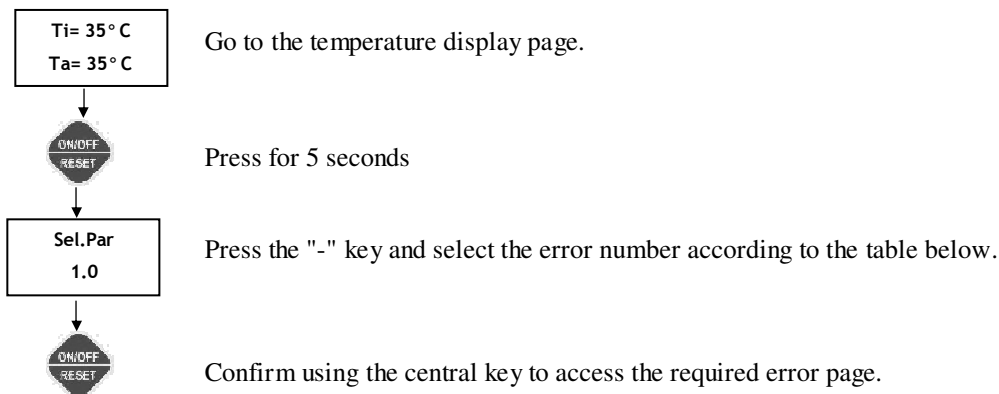 Ti= 35° C
Ta= 35° C
Go to the temperature display page.
ON/OFF
RESET
Press for 5 seconds
Sel.Par
1.0
Press the "-" key and select the error number according to the table below.
ON/OFF
RESET
Confirm using the central key to access the required error page.